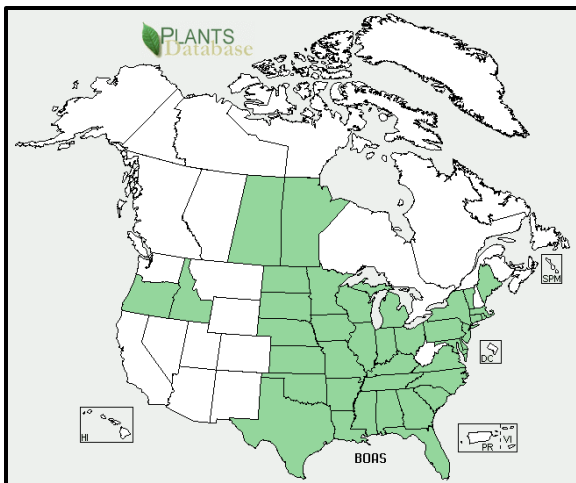 PLANTS
Database
SPM
DC
HI
PR
VI
BOAS